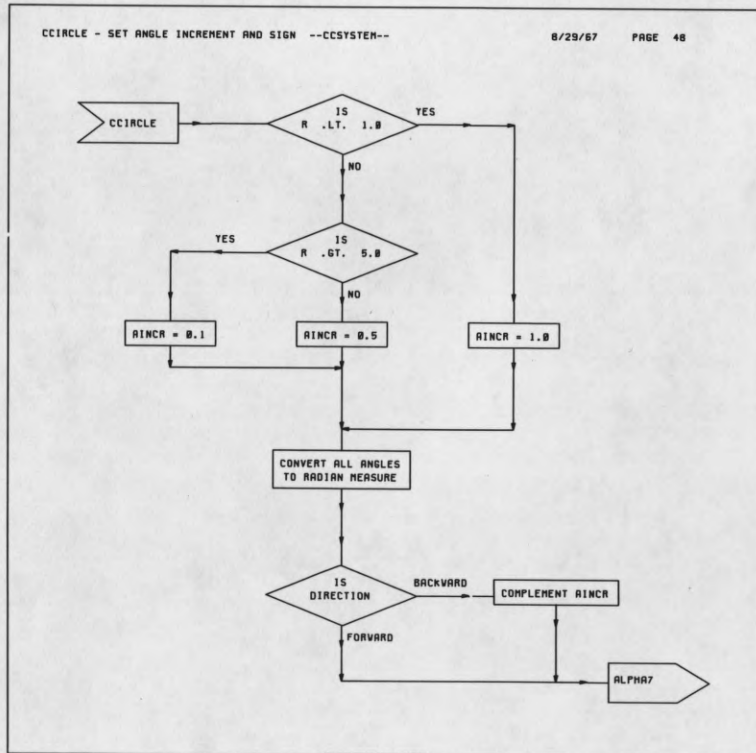 CCIRCLE - SET ANGLE INCREMENT AND SIGN --CCSYSTEM-- 8/29/67 PAGE 48
CCIRCLE
IS
R .LT. 1.0
YES
NO
YES
IS
R .GT. 5.0
NO
AINCR = 0.1
AINCR = 0.5
AINCR = 1.0
CONVERT ALL ANGLES
TO RADIAN MEASURE
IS
DIRECTION
BACKWARD
COMPLEMENT AINCR
FORWARD
ALPHA7